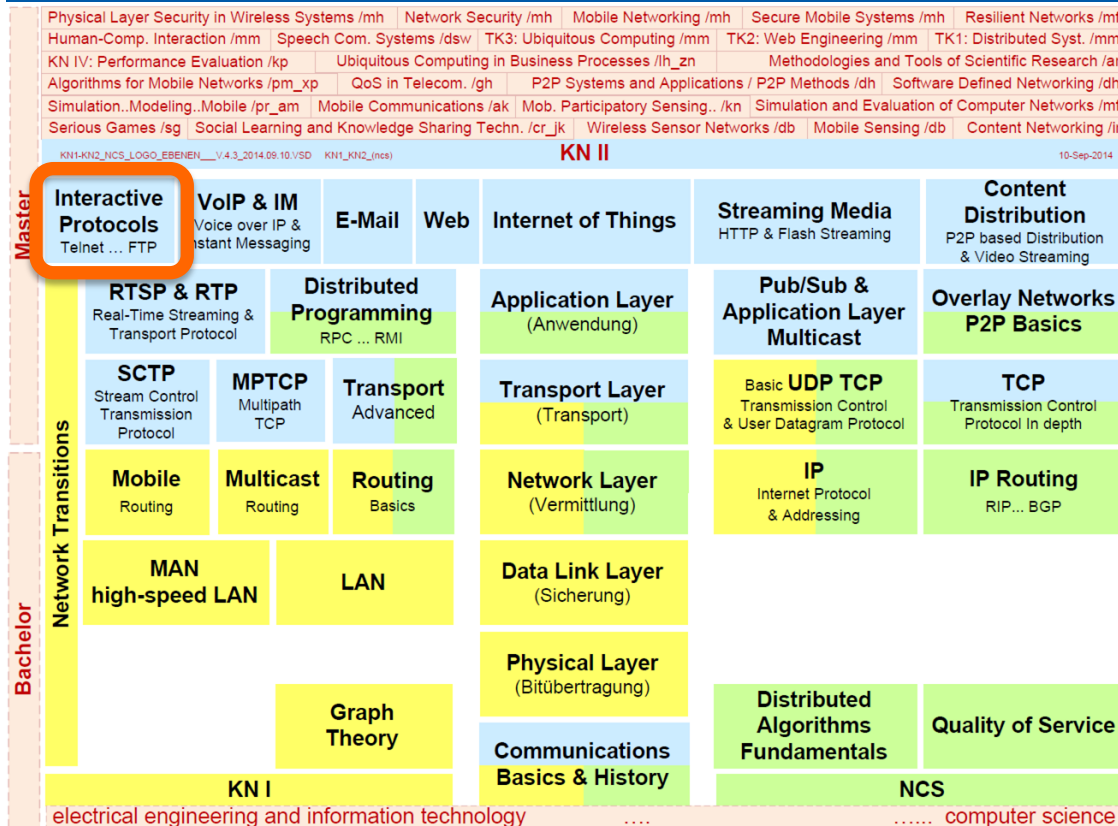 Physical Layer Security in Wireless Systems /mh Network Security /mh Mobile Networking /mh Secure Mobile Systems /mh Resilient Networks
Human-Comp. Interaction /mm Speech Com. Systems /dsw TK3: Ubiquitous Computing /mm TK2: Web Engineering /mm TK1: Distributed Syst. /mm
KN IV: Performance Evaluation /kp Ubiquitous Computing in Business Processes /lh_zn Methodologies and Tools of Scientific Research
Algorithms for Mobile Networks /pm_xp QoS in Telecom. /gh P2P Systems and Applications / P2P Methods /dh Software Defined Networking /dh
Simulation..Modeling..Mobile /pr_am Mobile Communications /ak Mob. Participatory Sensing.. /kn Simulation and Evaluation of Computer Networks
Serious Games /sg Social Learning and Knowledge Sharing Techn. /cr_jk Wireless Sensor Networks /db Mobile Sensing /db Content Networking
KN1-KN2_NCS_LOGO_EBENEN___V.4.3_2014.09.10.VSD KN1_KN2_(ncs) KN II 10-Sep-2014
Master
Interactive
Protocols
Telnet ... FTP
VoIP & IM
Voice over IP &
nstant Messaging
E-Mail
Web
Internet of Things
Streaming Media
HTTP & Flash Streaming
Content
Distribution
P2P based Distribution
& Video Streaming
RTSP & RTP
Real-Time Streaming &
Transport Protocol
Distributed
Programming
RPC ... RMI
Application Layer
(Anwendung)
Pub/Sub &
Application Layer
Multicast
Overlay Networks
P2P Basics
SCTP
Stream Control
Transmission
Protocol
MPTCP
Multipath
TCP
Transport
Advanced
Transport Layer
(Transport)
Basic UDP TCP
Transmission Control
& User Datagram Protocol
TCP
Transmission Control
Protocol In depth
Network Transitions
Bachelor
Mobile
Routing
Multicast
Routing
Routing
Basics
Network Layer
(Vermittlung)
IP
Internet Protocol
& Addressing
IP Routing
RIP... BGP
MAN
high-speed LAN
LAN
Data Link Layer
(Sicherung)
Physical Layer
(Bitübertragung)
Graph
Theory
Communications
Basics & History
Distributed
Algorithms
Fundamentals
Quality of Service
KN I
NCS
electrical engineering and information technology .... ...... computer science